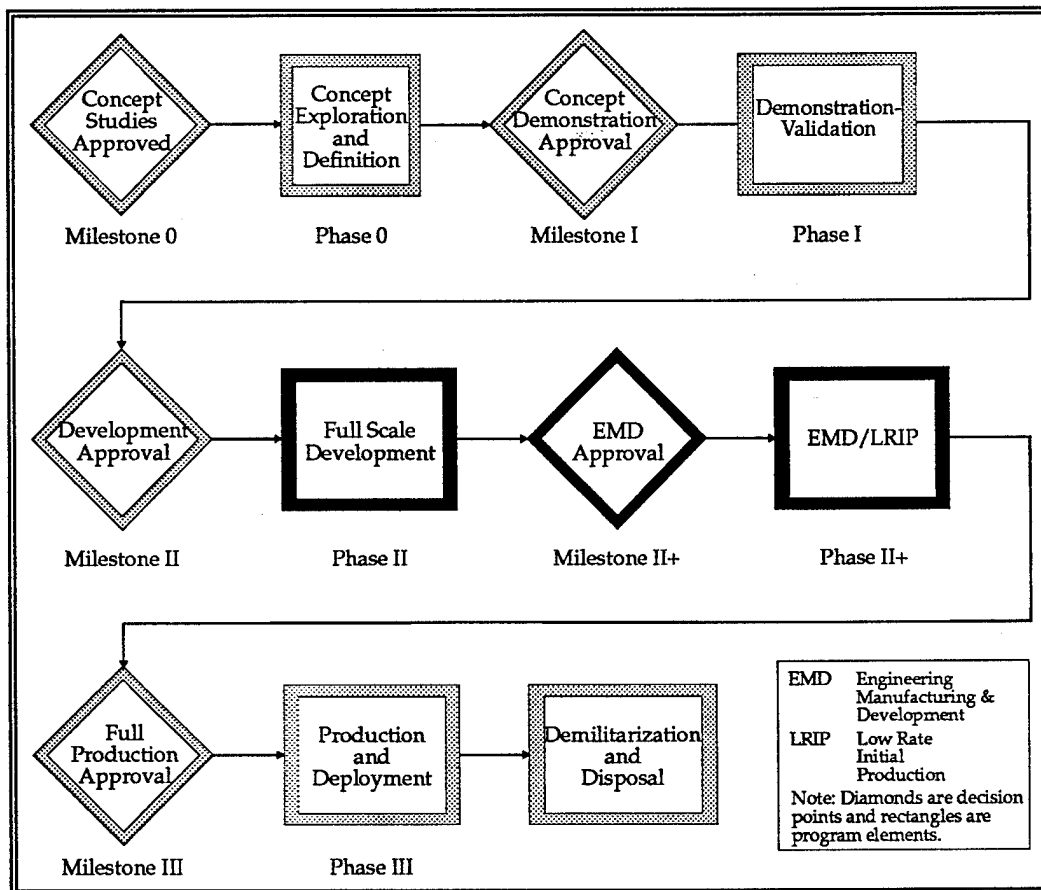 Concept
Studies
Approved
Concept
Exploration
and
Definition
Concept
Demonstration
Approval
Demonstration-
Validation
Milestone 0
Phase 0
Milestone I
Phase I
Development
Approval
Full Scale
Development
EMD
Approval
EMD/LRIP
Milestone II
Phase II
Milestone II+
Phase II+
Full
Production
Approval
Production
and
Deployment
Demilitarization
and
Disposal
EMD Engineering
Manufacturing &
Development
LRIP Low Rate
Initial
Production
Note: Diamonds are decision
points and rectangles are
program elements.
Milestone III
Phase III